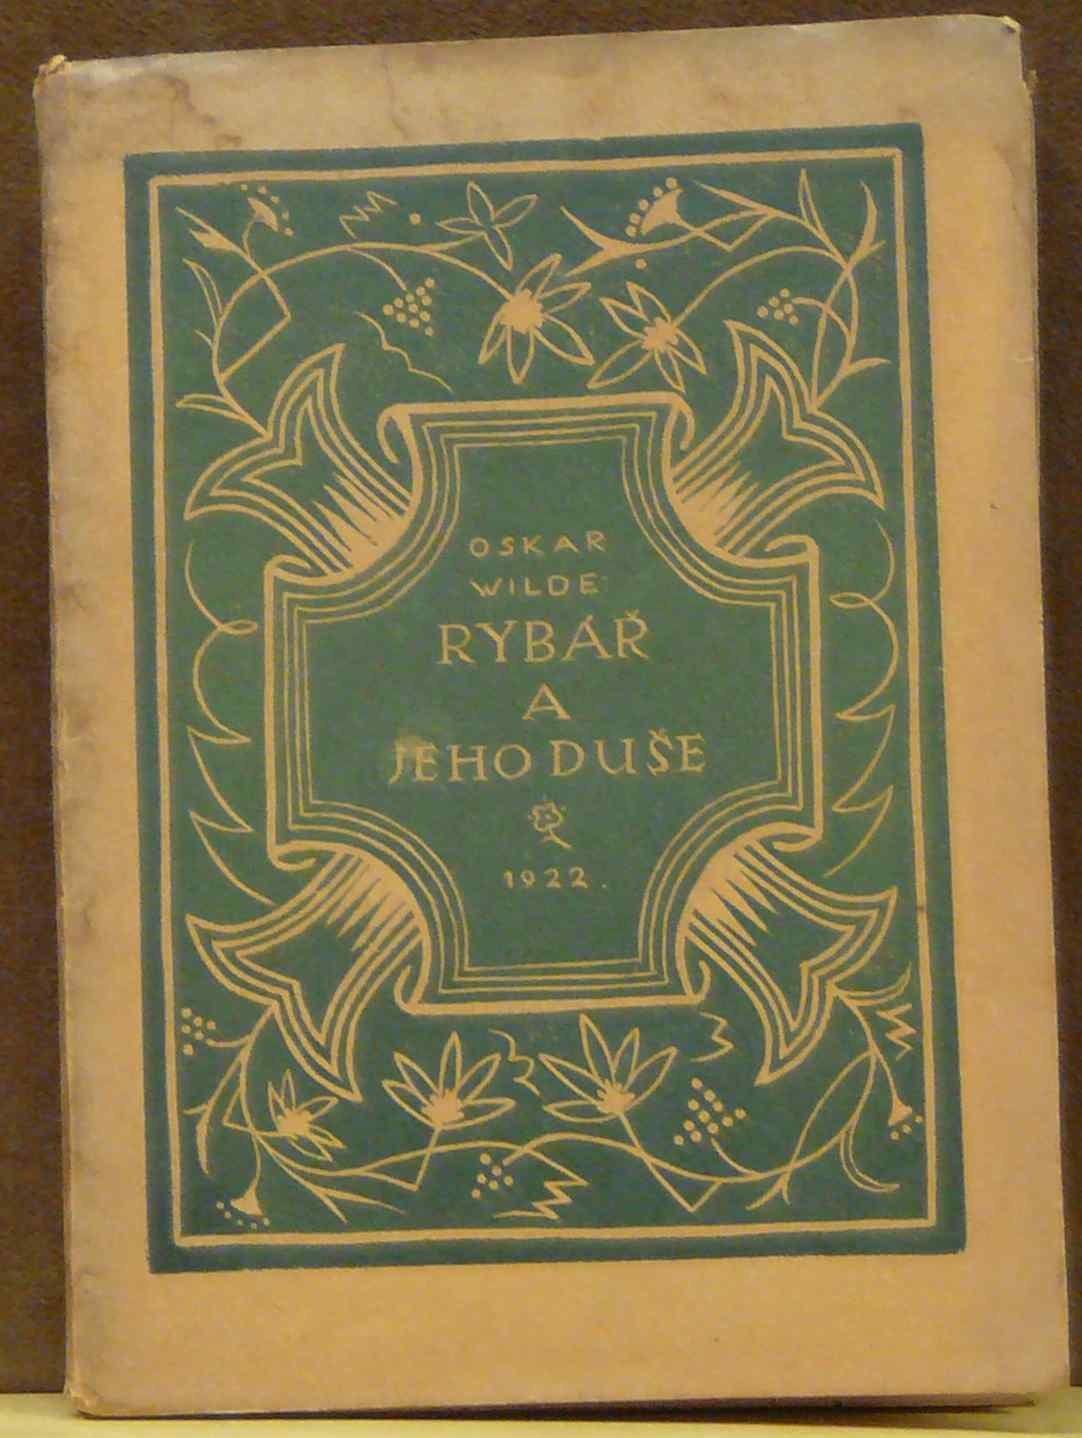 OSKAR
WILDE
RYBÁŘ
A
JEHO DUŠE
1922.